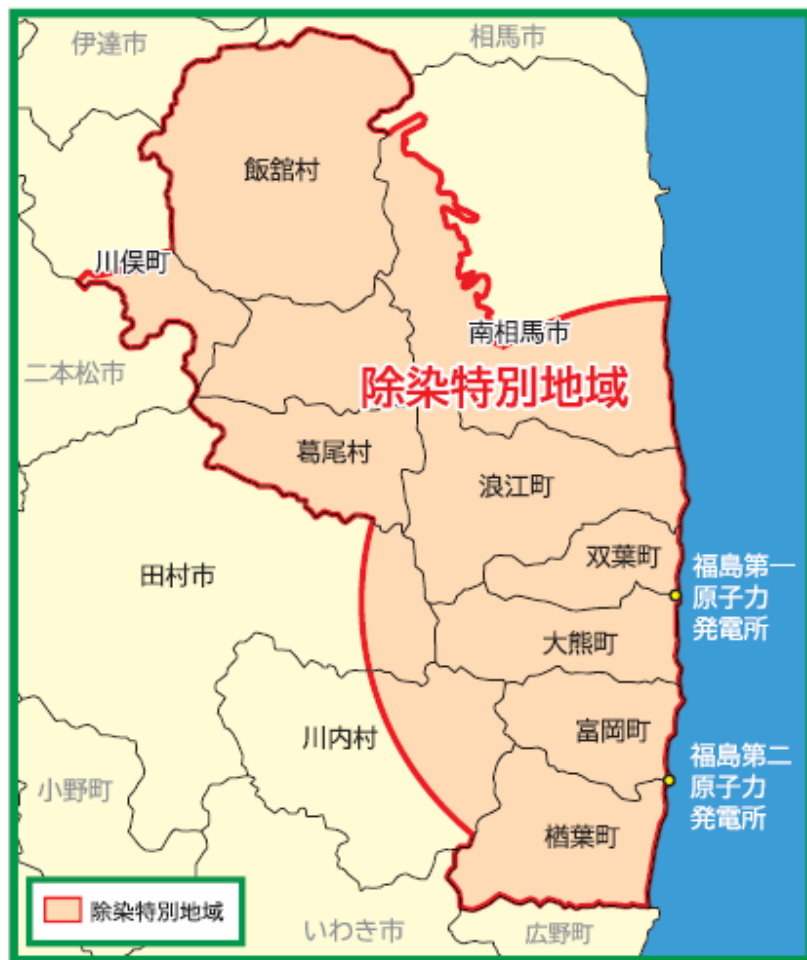 伊達市
相馬市
飯舘村
川俣町
南相馬市
二本松市
除染特別地域
葛尾村
浪江町
双葉町
福島第一
原子力
発電所
田村市
大熊町
川内村
富岡町
福島第二
原子力
発電所
小野町
楢葉町
除染特別地域
いわき市
広野町